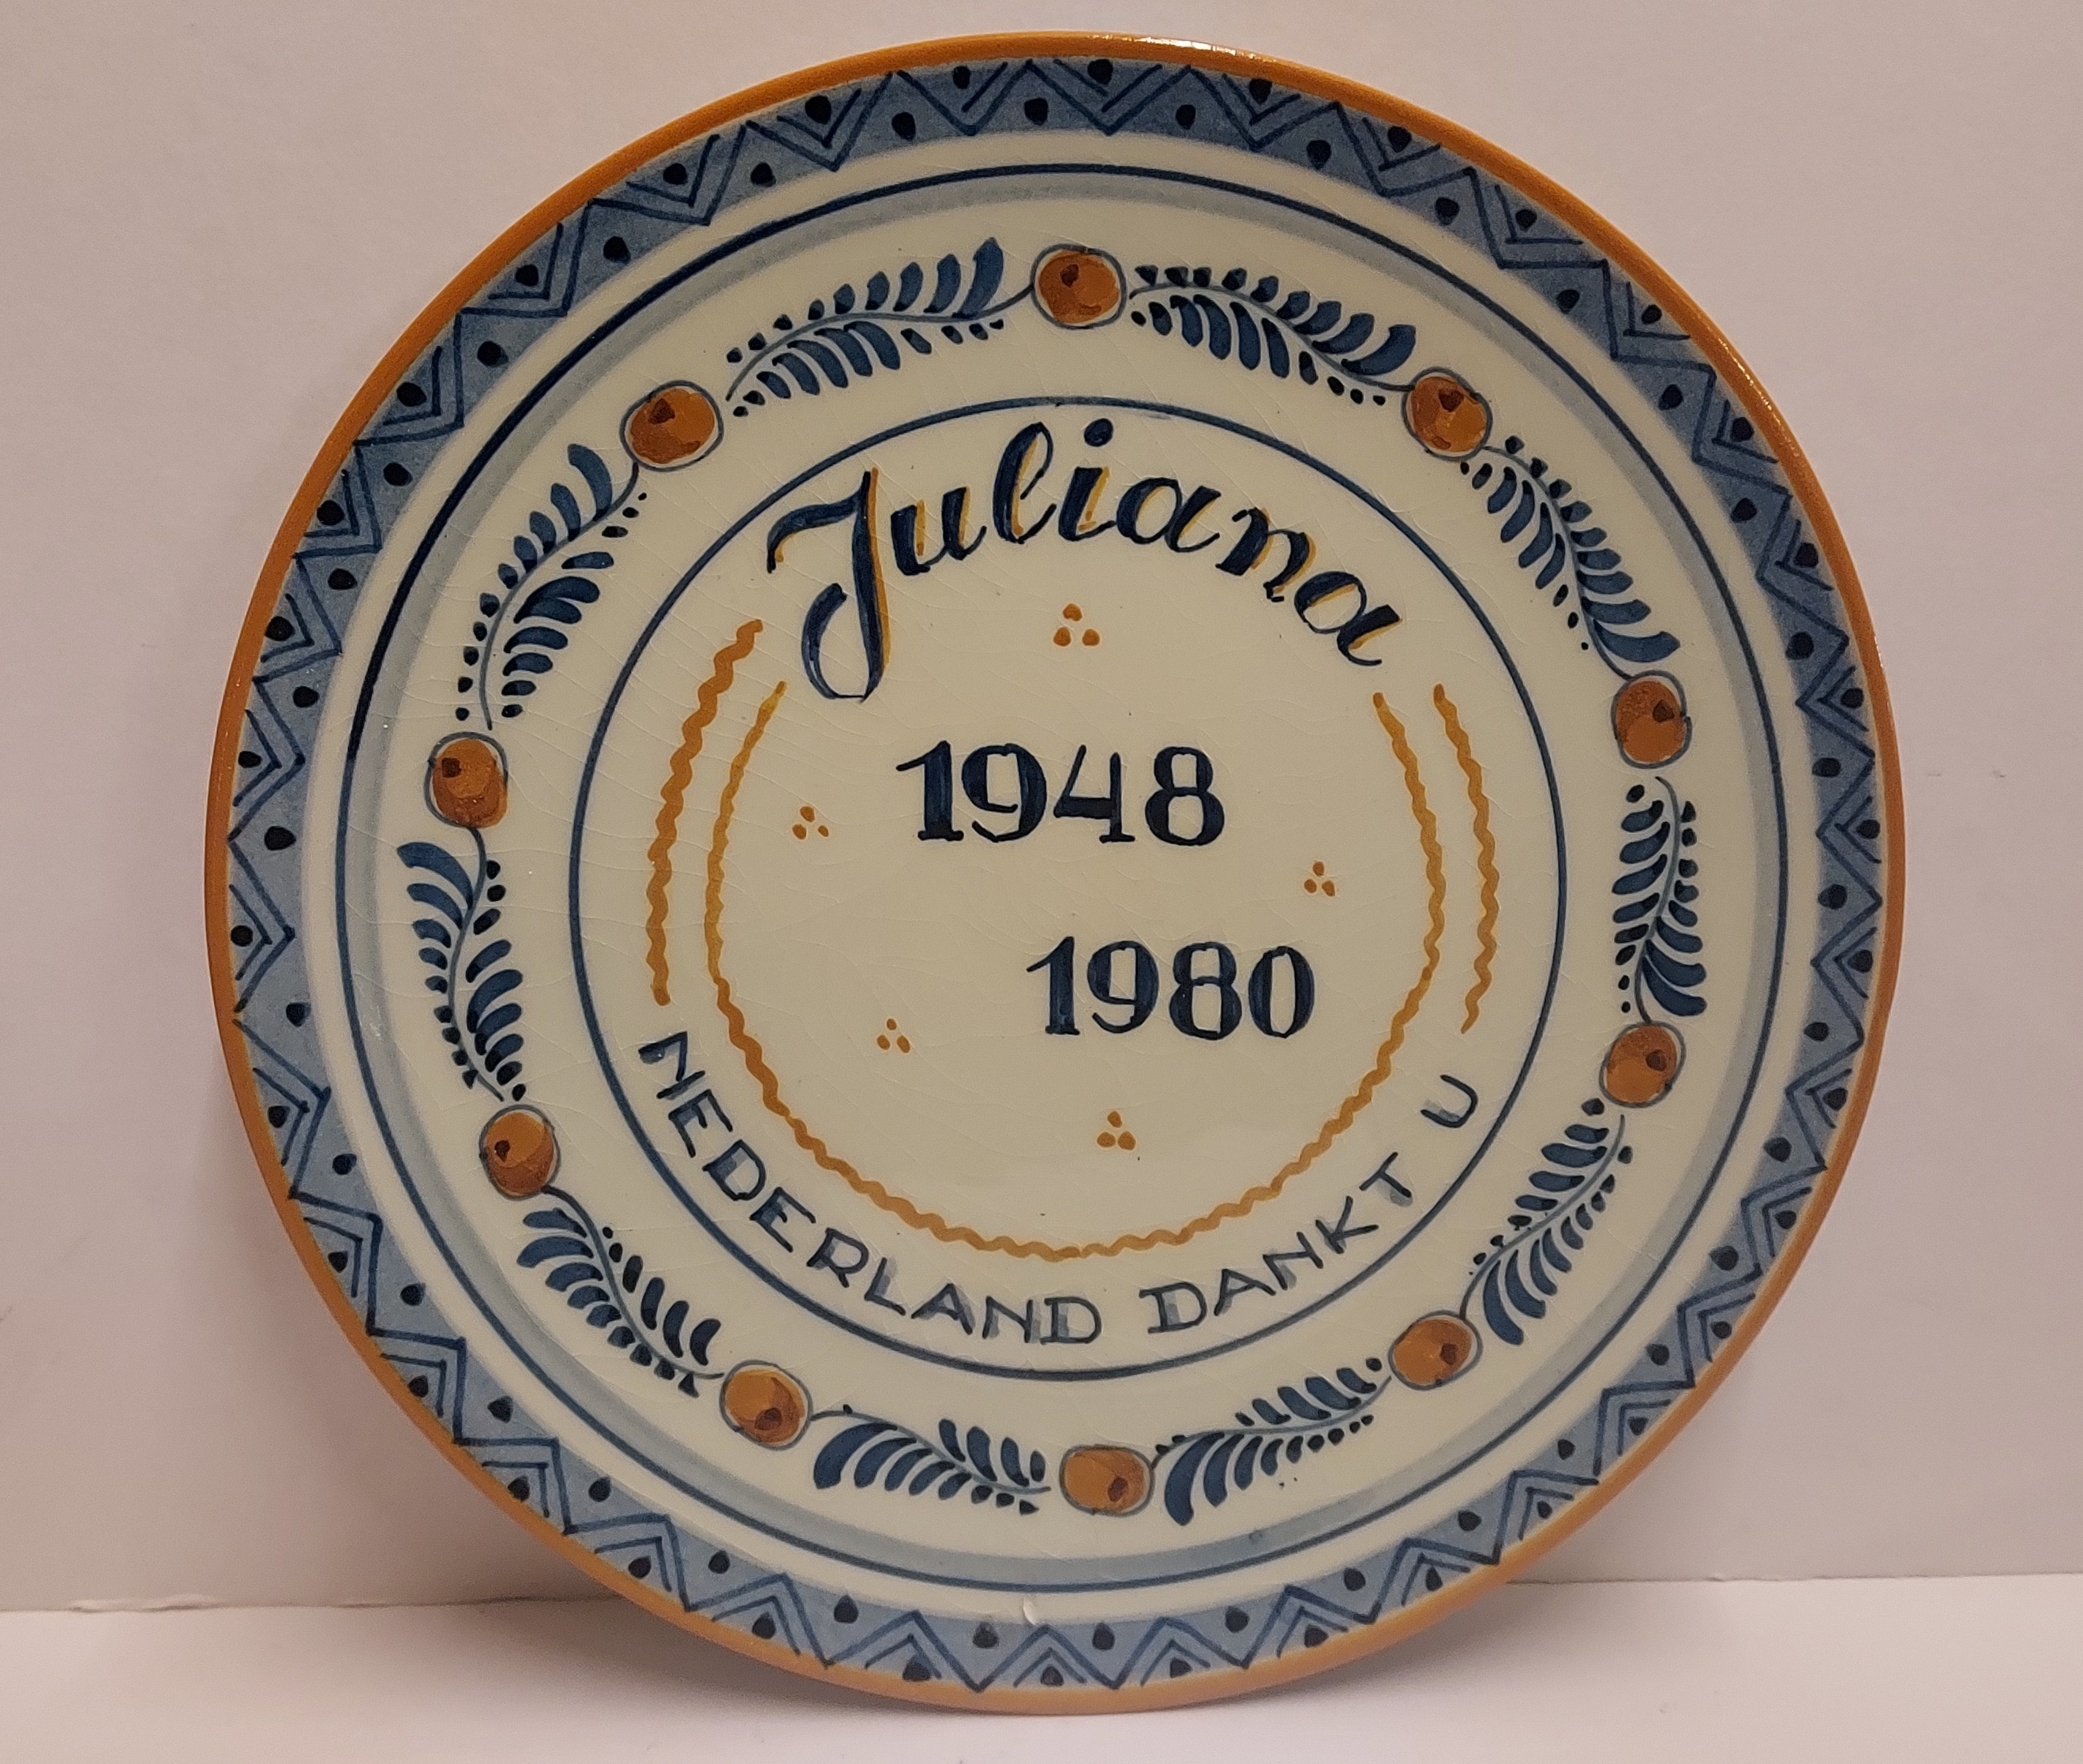 Juliana
1948
1980
NEDERLAND DANKT U